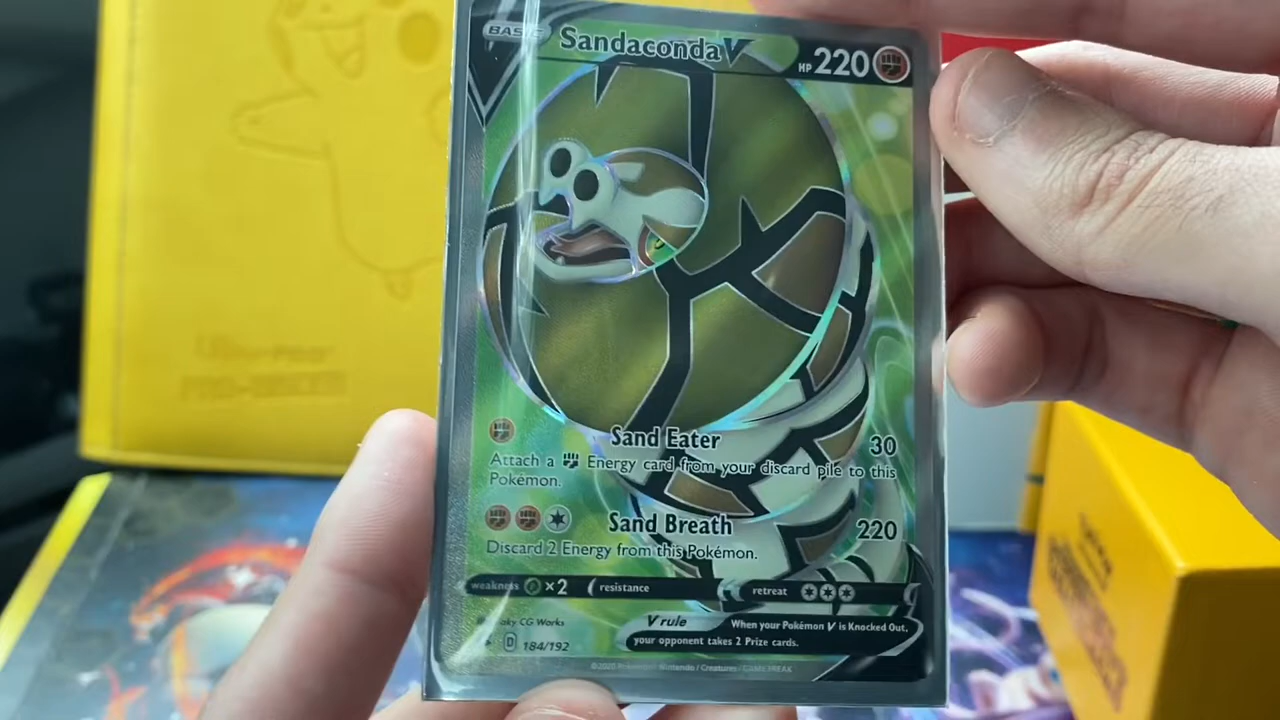 BASIC
Sandaconda V
HP 220
Sand Eater 30
Attach a Energy card from your discard pile to this
Pokémon.
Sand Breath 220
Discard 2 Energy from this Pokémon.
weakness ×2 resistance retreat
V rule When your Pokémon V is Knocked Out,
your opponent takes 2 Prize cards.
CG Works
D 184/192
©2020 Pokémon / Nintendo / Creatures / GAME FREAK